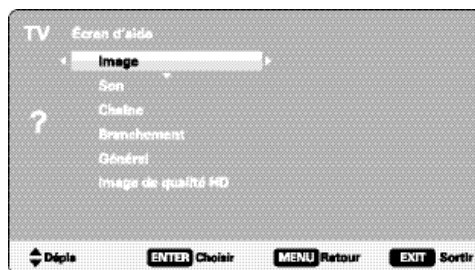 TV Écran d'aide
Image
Son
Chaîne
?
Branchement
Général
Image de qualité HD
Dépla ENTER Choisir MENU Retour EXIT Sortir